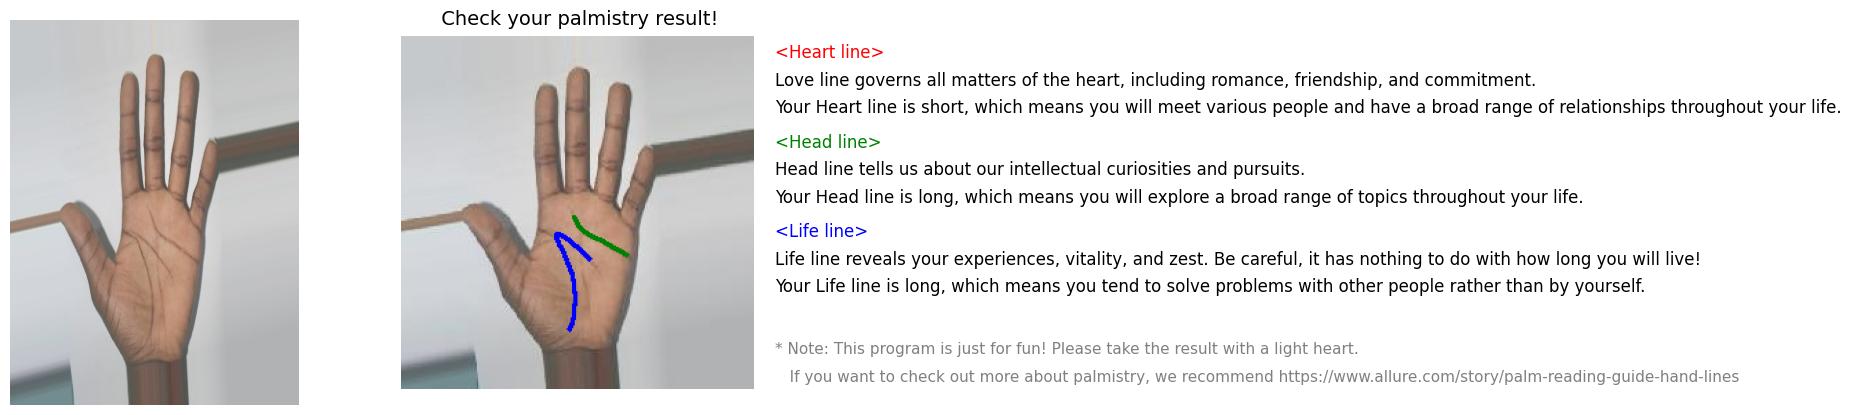 Check your palmistry result!
<Heart line>
Love line governs all matters of the heart, including romance, friendship, and commitment.
Your Heart line is short, which means you will meet various people and have a broad range of relationships throughout your life.
<Head line>
Head line tells us about our intellectual curiosities and pursuits.
Your Head line is long, which means you will explore a broad range of topics throughout your life.
<Life line>
Life line reveals your experiences, vitality, and zest. Be careful, it has nothing to do with how long you will live!
Your Life line is long, which means you tend to solve problems with other people rather than by yourself.
* Note: This program is just for fun! Please take the result with a light heart.
If you want to check out more about palmistry, we recommend https://www.allure.com/story/palm-reading-guide-hand-lines